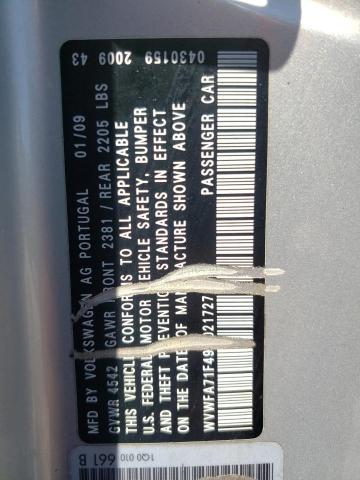 MFD BY VOLKSWAGEN AG PORTUGAL 01/09 2009 43 0430159
GVWR 4542 GAWR FRONT 2381 / REAR 2205 LBS
THIS VEHICLE CONFORMS TO ALL APPLICABLE
U.S. FEDERAL MOTOR VEHICLE SAFETY, BUMPER
AND THEFT PREVENTION STANDARDS IN EFFECT
ON THE DATE OF MANUFACTURE SHOWN ABOVE
PASSENGER CAR
1Q0 010 661 B